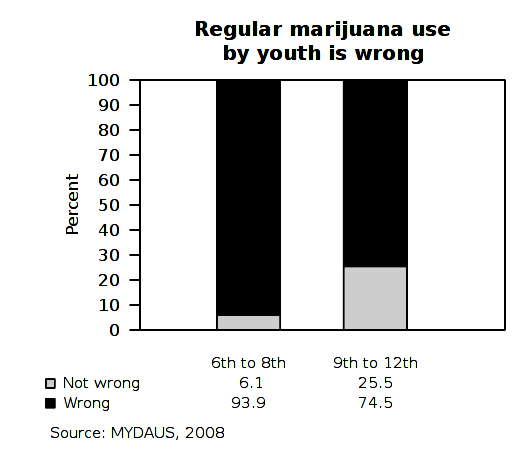 Regular marijuana use
by youth is wrong
100
90
80
70
60
50
40
30
20
10
0
Percent
6th to 8th 9th to 12th
Not wrong 6.1 25.5
Wrong 93.9 74.5
Source: MYDAUS, 2008